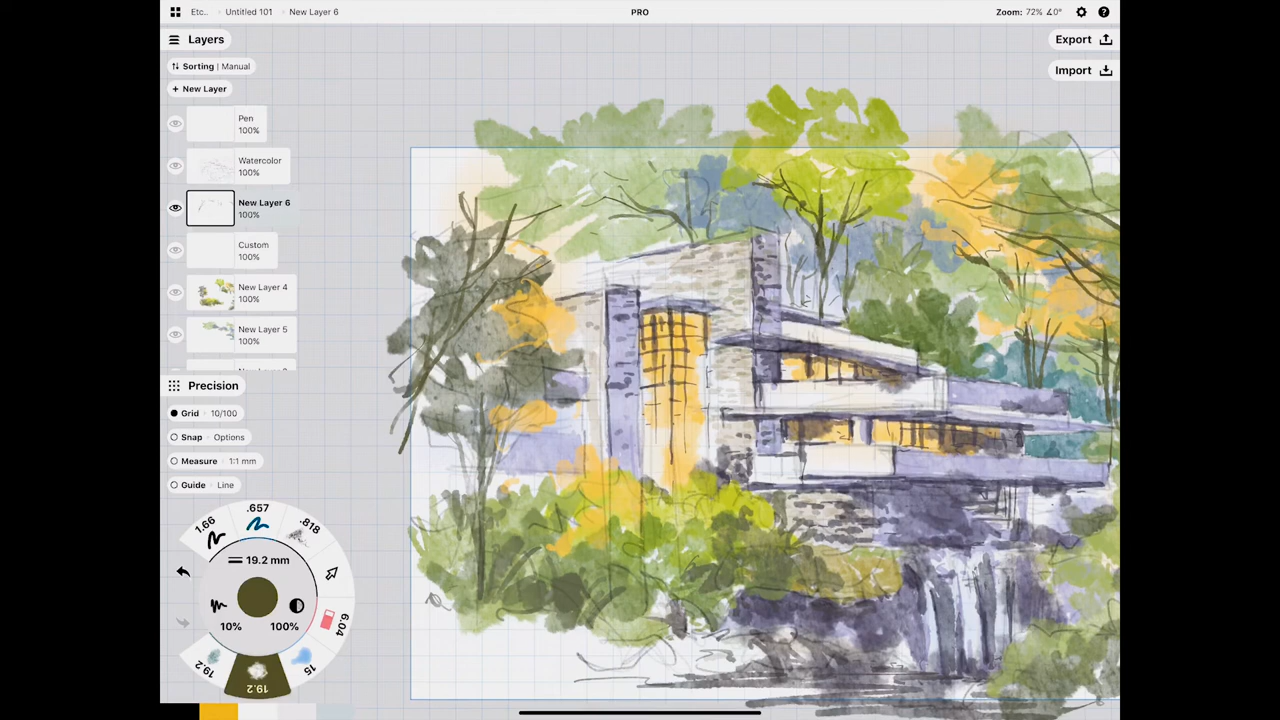 Etc.. Untitled 101 New Layer 6
PRO
Zoom: 72% ∠0°
Layers
Export
Sorting | Manual
Import
+ New Layer
Pen
100%
Watercolor
100%
New Layer 6
100%
Custom
100%
New Layer 4
100%
New Layer 5
100%
Precision
Grid 10/100
Snap Options
Measure 1:1 mm
Guide Line
1.66
.657
.818
19.2 mm
10%
100%
6.04
19.2
19.2
15